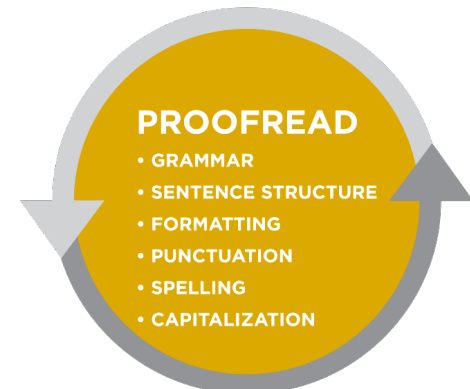 PROOFREAD
• GRAMMAR
• SENTENCE STRUCTURE
• FORMATTING
• PUNCTUATION
• SPELLING
• CAPITALIZATION